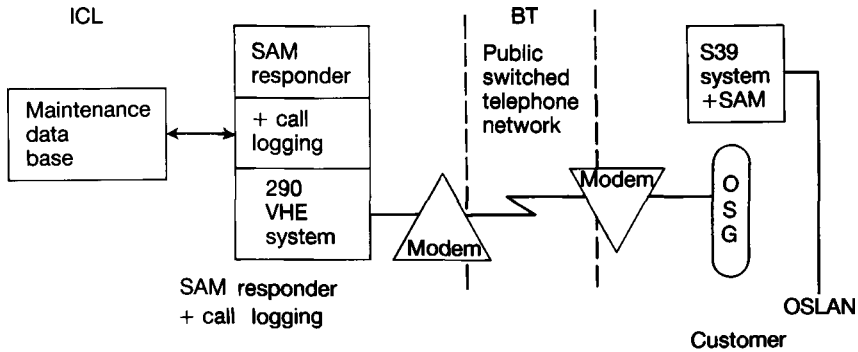 ICL
BT
SAM
responder
+ call
logging
290
VHE
system
Maintenance
data
base
SAM responder
+ call logging
Modem
Public
switched
telephone
network
Modem
S39
system
+SAM
O
S
G
OSLAN
Customer